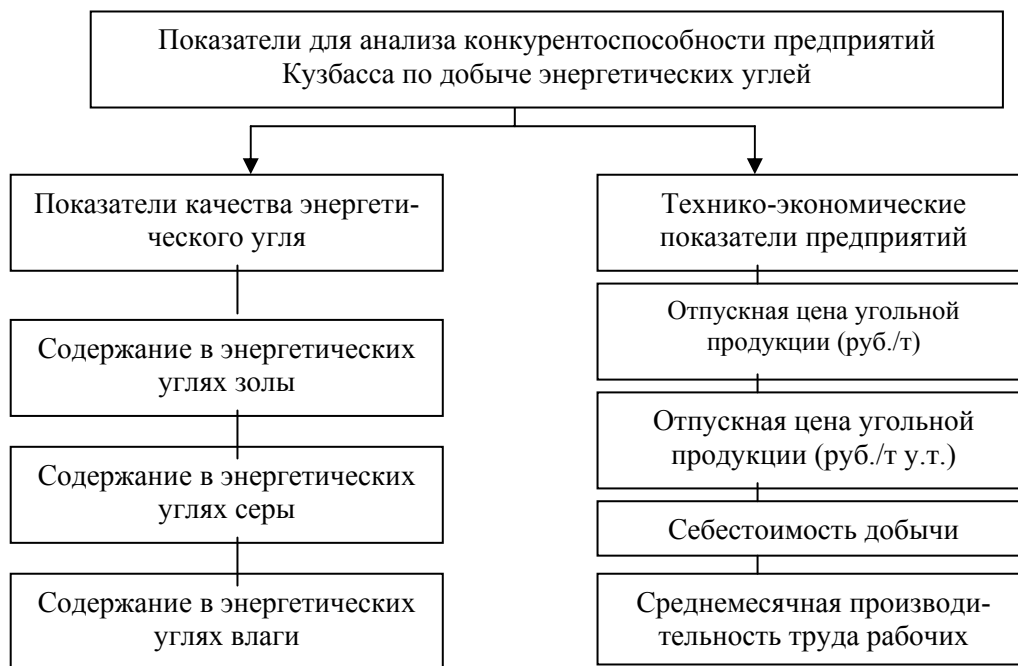 Показатели для анализа конкурентоспособности предприятий
Кузбасса по добыче энергетических углей
Показатели качества энергети-
ческого угля
Содержание в энергетических
углях золы
Содержание в энергетических
углях серы
Содержание в энергетических
углях влаги
Технико-экономические
показатели предприятий
Отпускная цена угольной
продукции (руб./т)
Отпускная цена угольной
продукции (руб./т у.т.)
Себестоимость добычи
Среднемесячная производи-
тельность труда рабочих